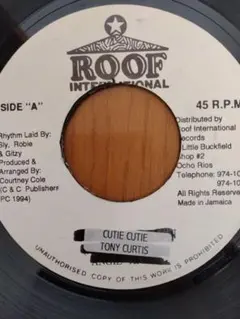 ROOF
INTERNATIONAL
SIDE "A"
45 R.P.M
Rhythm Laid By:
Sly, Robie
& Gitzy
Produced &
Arranged By:
Courtney Cole
(C & C Publishers
PC 1994)
Distributed by
Roof International
Records
Little Buckfield
Shop #2
Ocho Rios
Telephone: 974-10
974-10
All Rights Reserve
Made in Jamaica
CUTIE CUTIE
TONY CURTIS
UNAUTHORISED COPY OF THIS WORK IS PROHIBITED